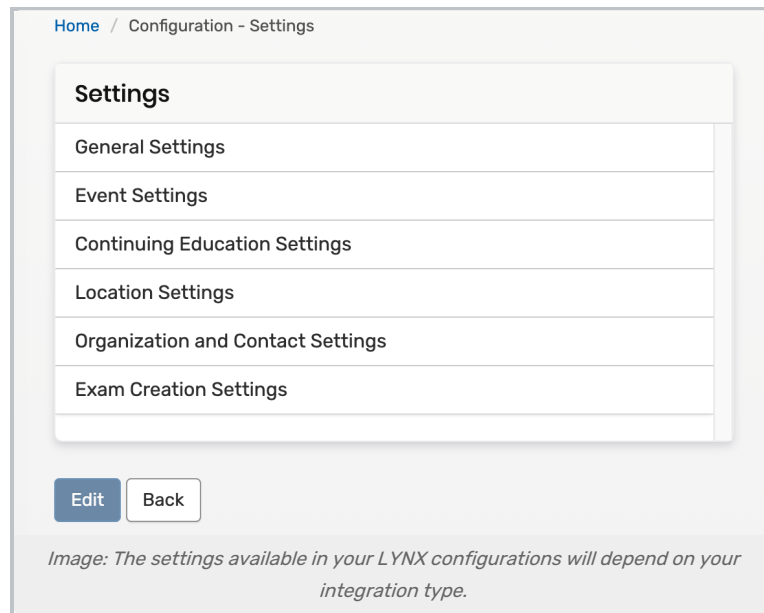 Home / Configuration - Settings
Settings
General Settings
Event Settings
Continuing Education Settings
Location Settings
Organization and Contact Settings
Exam Creation Settings
Edit Back
Image: The settings available in your LYNX configurations will depend on your
integration type.